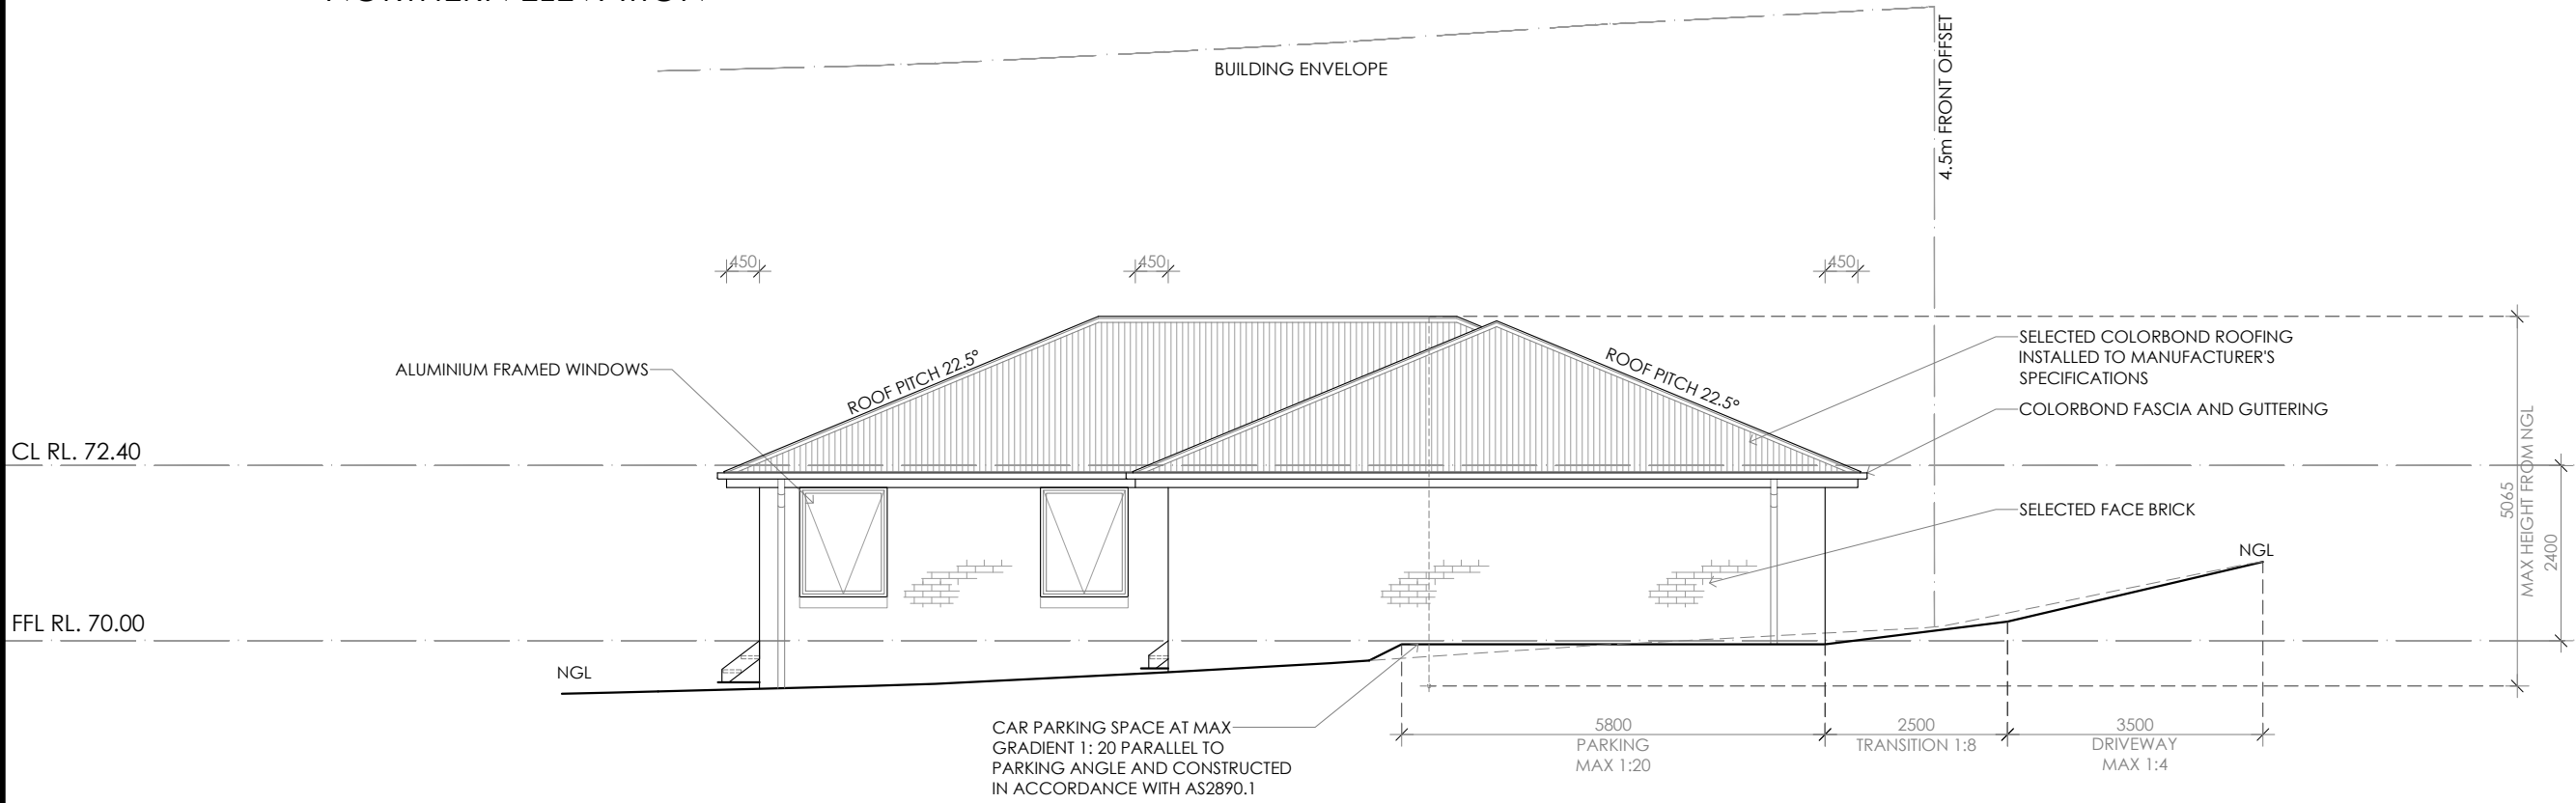 BUILDING ENVELOPE
4.5m FRONT OFFSET
450
450
450
ROOF PITCH 22.5°
ROOF PITCH 22.5°
ALUMINIUM FRAMED WINDOWS
SELECTED COLORBOND ROOFING
INSTALLED TO MANUFACTURER'S
SPECIFICATIONS
COLORBOND FASCIA AND GUTTERING
CL RL. 72.40
5065
MAX HEIGHT FROM NGL
2400
SELECTED FACE BRICK
NGL
FFL RL. 70.00
NGL
CAR PARKING SPACE AT MAX
GRADIENT 1: 20 PARALLEL TO
PARKING ANGLE AND CONSTRUCTED
IN ACCORDANCE WITH AS2890.1
5800
PARKING
MAX 1:20
2500
TRANSITION 1:8
3500
DRIVEWAY
MAX 1:4